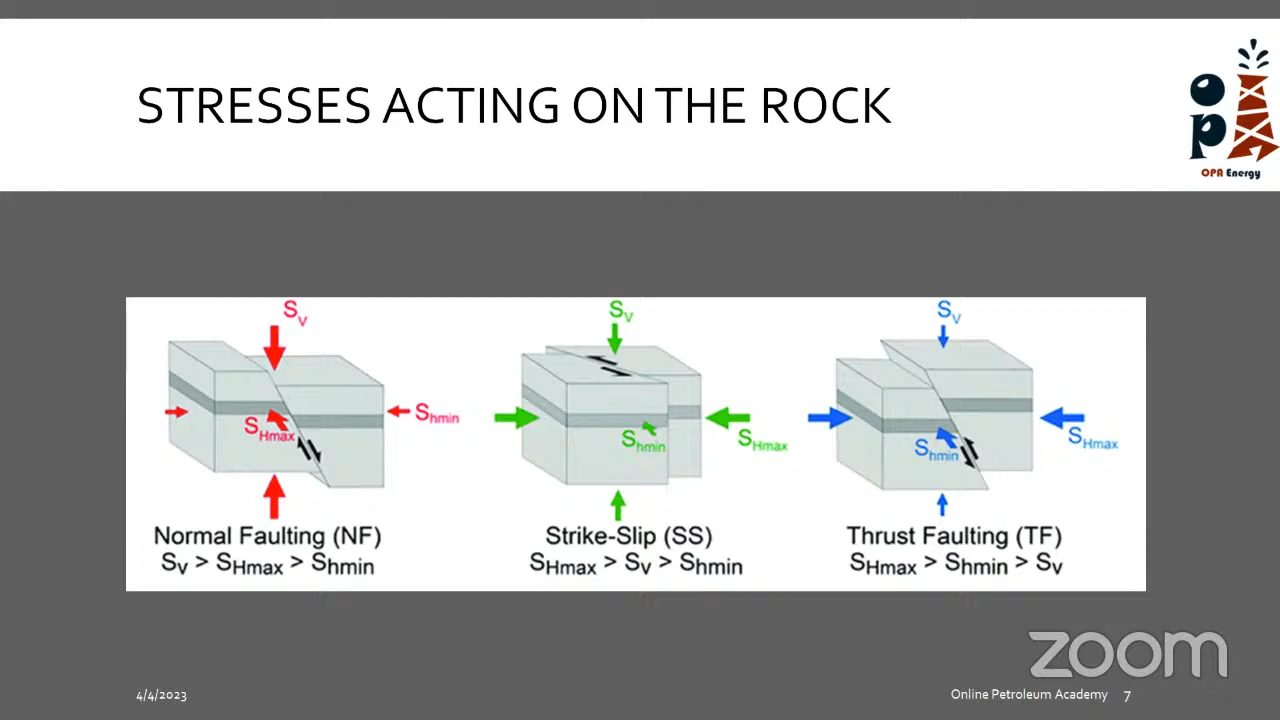 STRESSES ACTING ON THE ROCK
OP
OPA Energy
Sv
SHmax
Shmin
Normal Faulting (NF)
Sv > SHmax > Shmin
Sv
Shmin
SHmax
Strike-Slip (SS)
SHmax > Sv > Shmin
Sv
Shmin
SHmax
Thrust Faulting (TF)
SHmax > Shmin > Sv
zoom
4/4/2023
Online Petroleum Academy 7